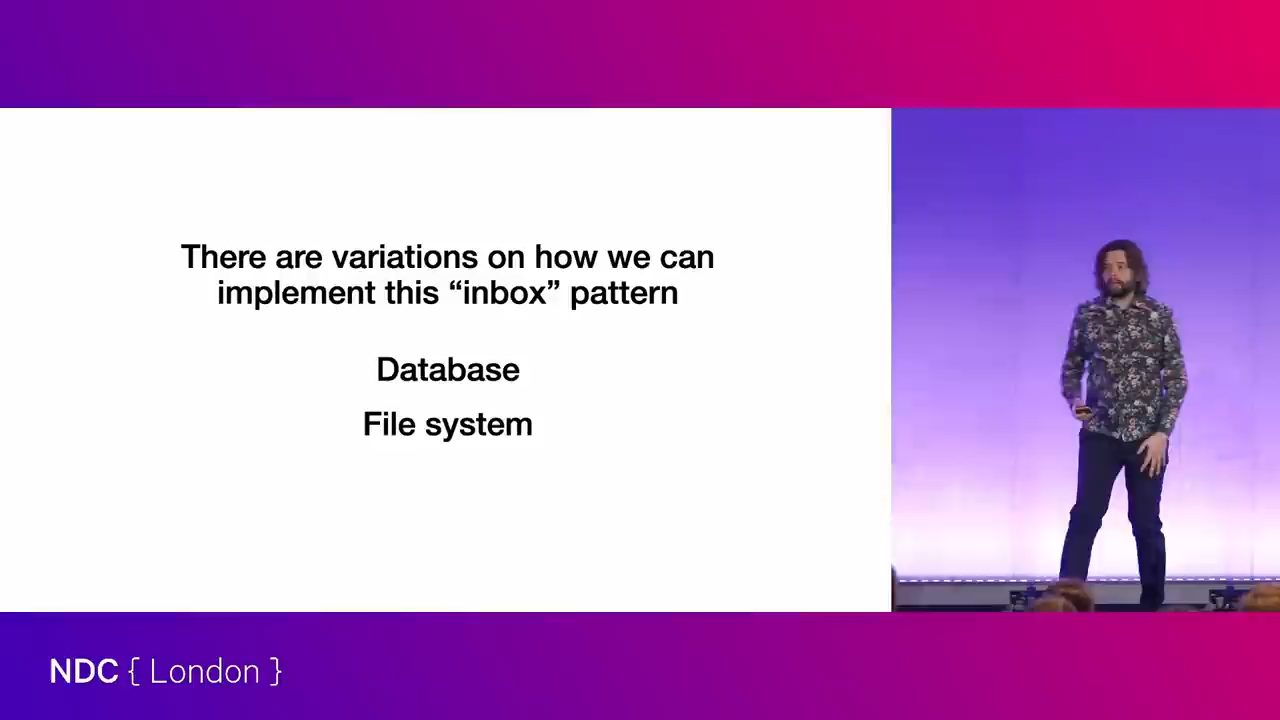 There are variations on how we can
implement this “inbox” pattern
Database
File system
NDC { London }